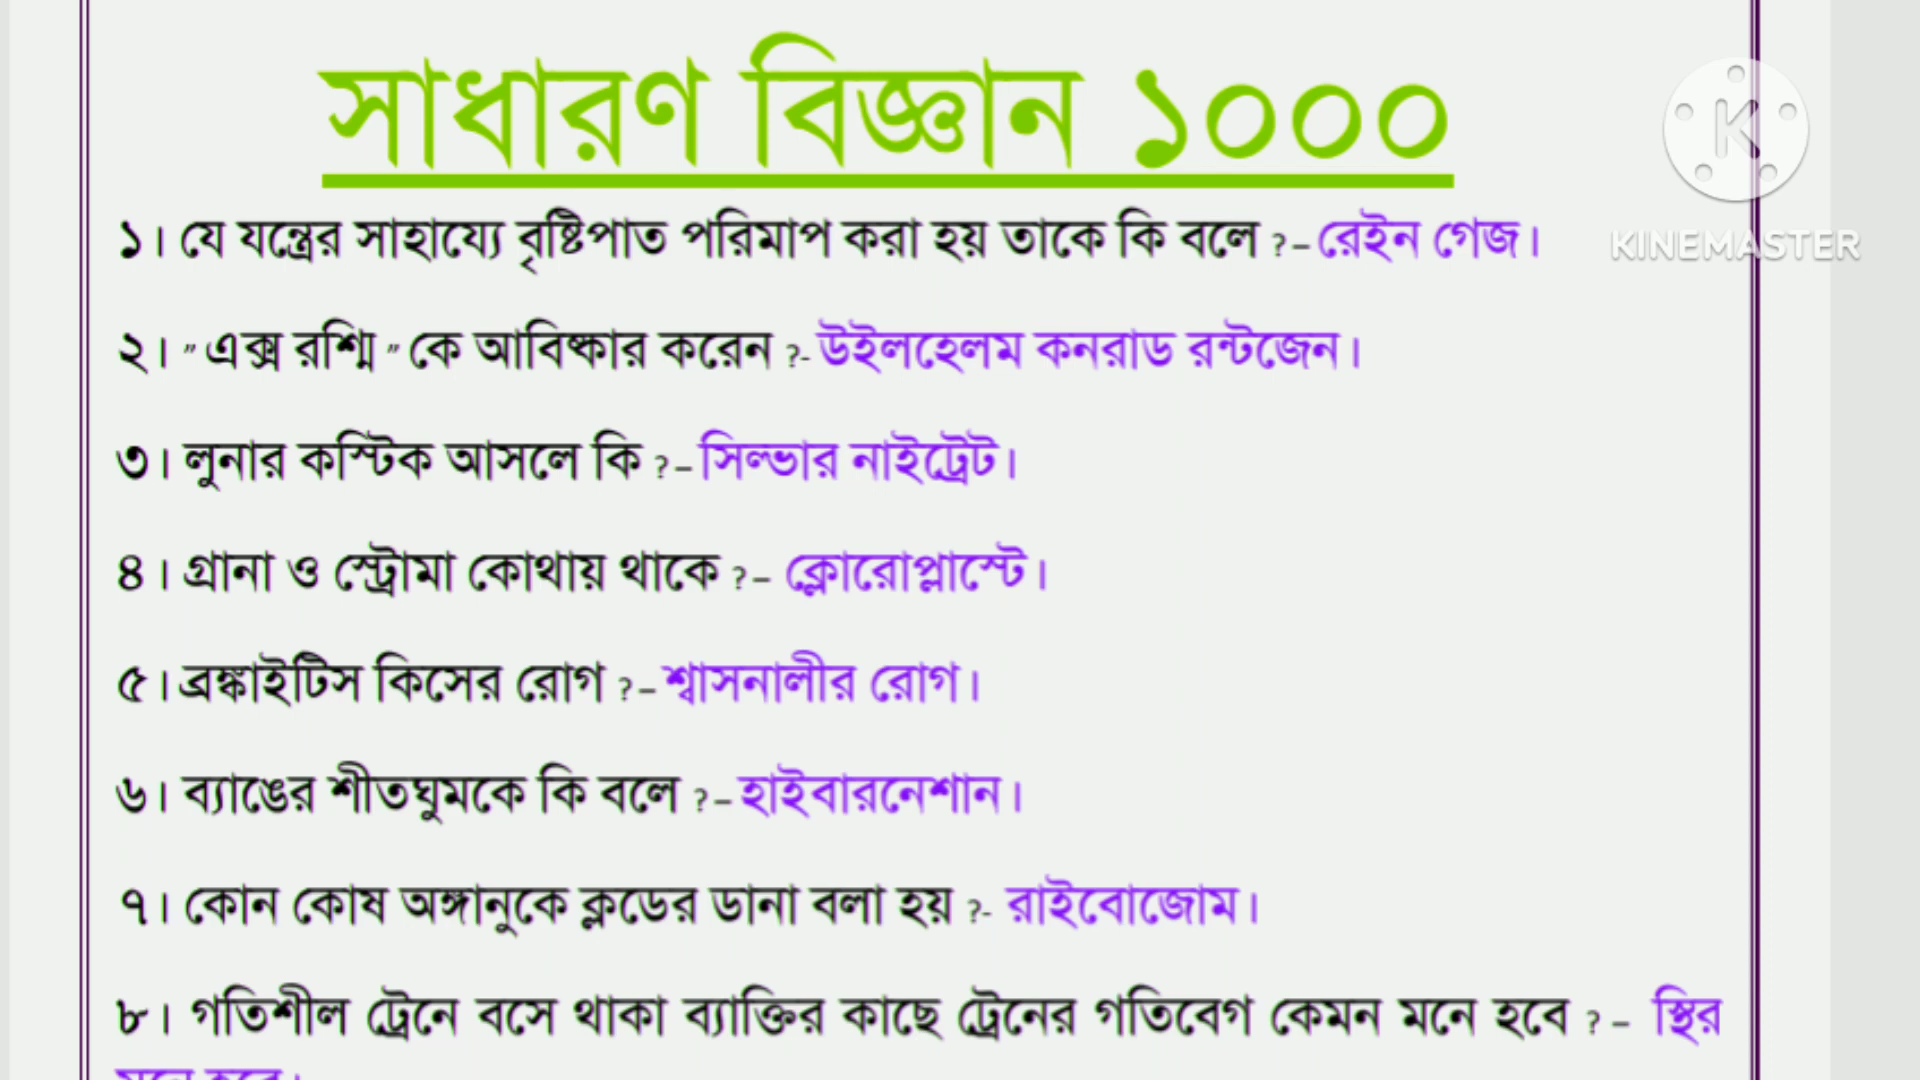 সাধারণ বিজ্ঞান ১০০০
১। যে যন্ত্রের সাহায্যে বৃষ্টিপাত পরিমাপ করা হয় তাকে কি বলে ?– রেইন গেজ।
২। ” এক্স রশ্মি ” কে আবিষ্কার করেন ?- উইলহেলম কনরাড রন্টজেন।
৩। লুনার কস্টিক আসলে কি ?– সিল্ভার নাইট্রেট।
৪। গ্রানা ও স্ট্রোমা কোথায় থাকে ?– ক্লোরোপ্লাস্টে।
৫। ব্রঙ্কাইটিস কিসের রোগ ?– শ্বাসনালীর রোগ।
৬। ব্যাঙের শীতঘুমকে কি বলে ?– হাইবারনেশান।
৭। কোন কোষ অঙ্গানুকে ক্লডের ডানা বলা হয় ?- রাইবোজোম।
৮। গতিশীল ট্রেনে বসে থাকা ব্যাক্তির কাছে ট্রেনের গতিবেগ কেমন মনে হবে ? – স্থির
মনে হবে।
KINEMASTER